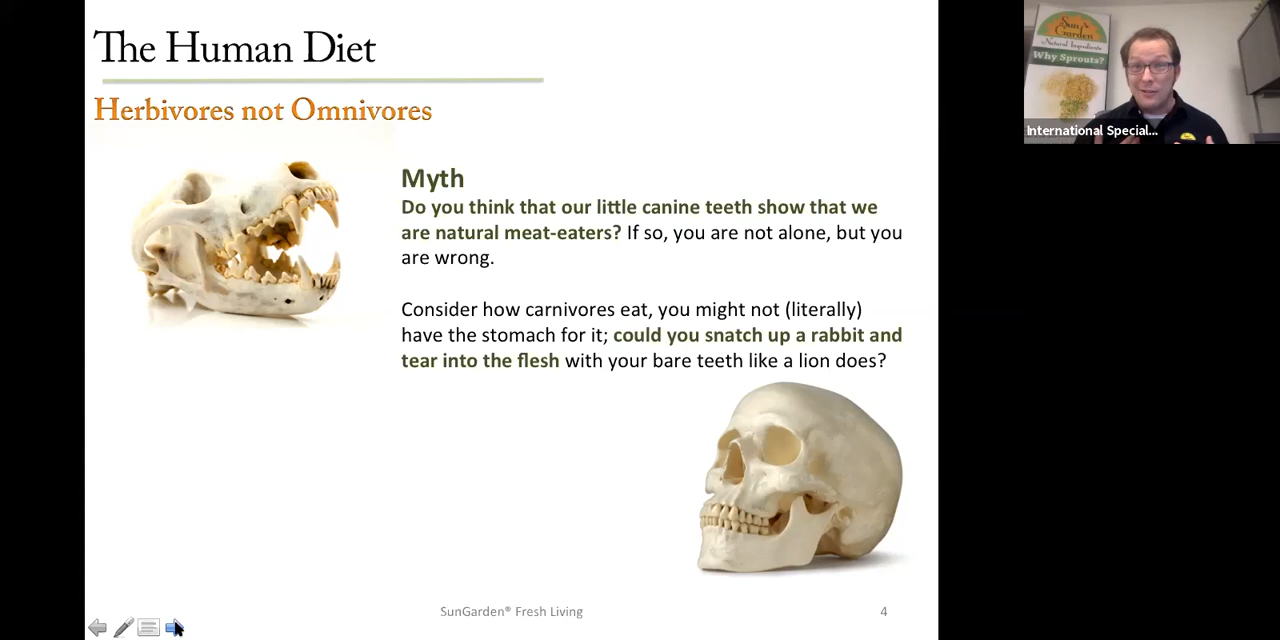 The Human Diet
Herbivores not Omnivores
Myth
Do you think that our little canine teeth show that we
are natural meat-eaters? If so, you are not alone, but you
are wrong.
Consider how carnivores eat, you might not (literally)
have the stomach for it; could you snatch up a rabbit and
tear into the flesh with your bare teeth like a lion does?
SunGarden® Fresh Living
4
Sun
Garden
Natural Ingredients
Why Sprouts?
International Special...